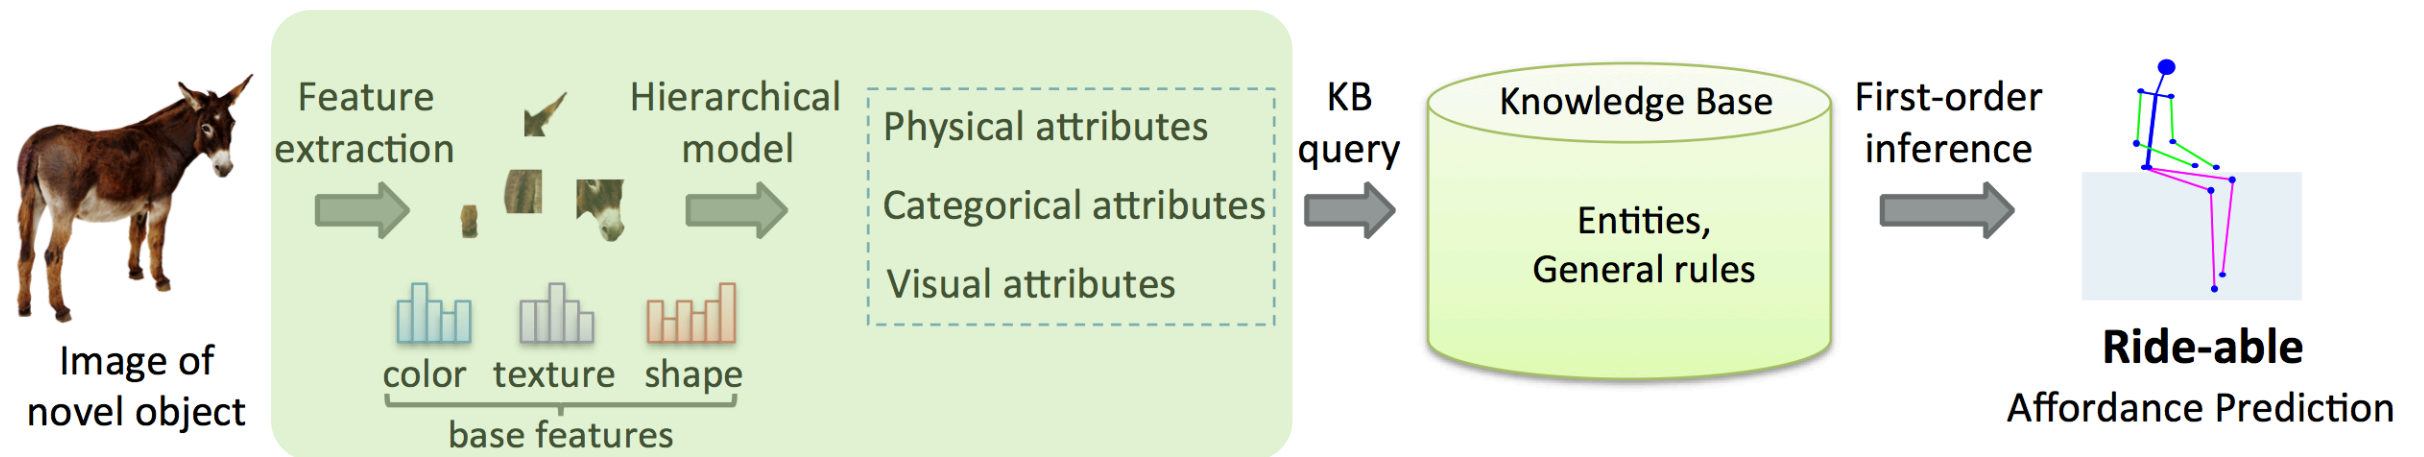 Feature
extraction
Hierarchical
model
Physical attributes
Categorical attributes
Visual attributes
color texture shape
base features
Image of
novel object
KB
query
Knowledge Base
Entities,
General rules
First-order
inference
Ride-able
Affordance Prediction